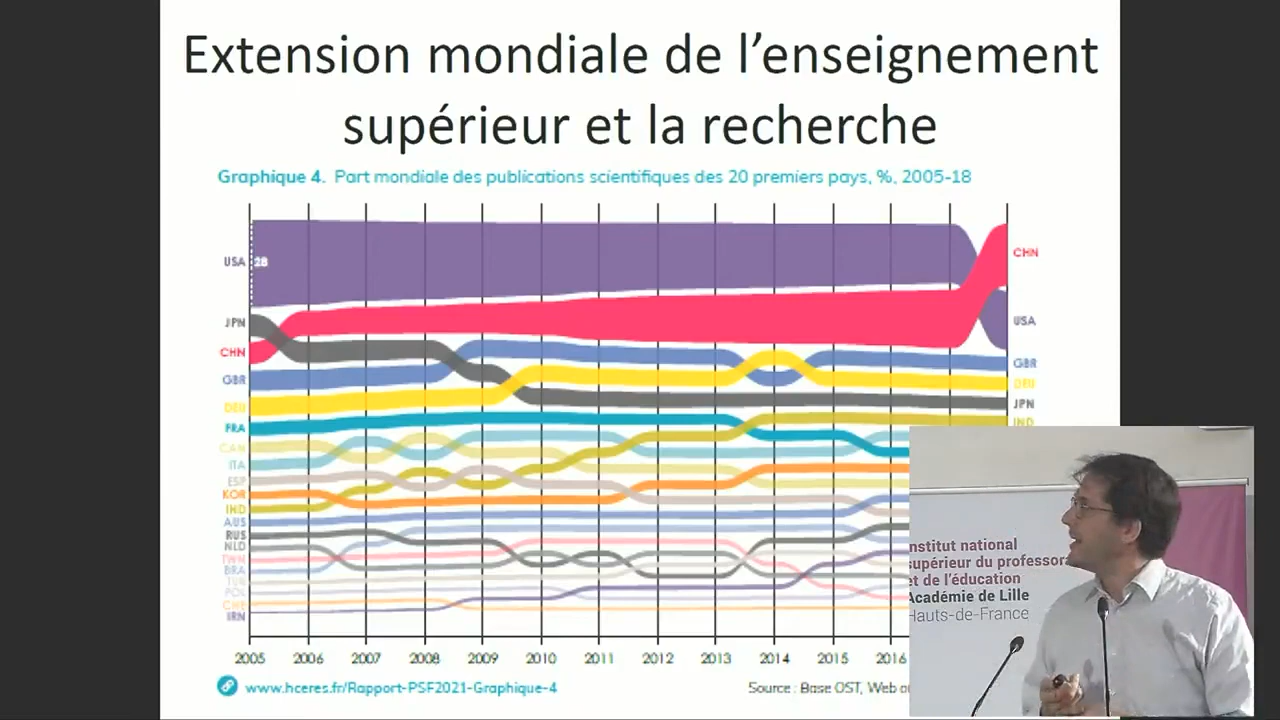 Extension mondiale de l’enseignement
supérieur et la recherche
Graphique 4. Part mondiale des publications scientifiques des 20 premiers pays, %, 2005-18
USA
28
JPN
CHN
GBR
DEU
FRA
CAN
ITA
ESP
KOR
IND
AUS
RUS
NLD
TWN
BRA
TUR
POL
CHE
IRN
CHN
USA
GBR
DEU
JPN
IND
2005 2006 2007 2008 2009 2010 2011 2012 2013 2014 2015 2016
www.hceres.fr/Rapport-PSF2021-Graphique-4
Source : Base OST, Web
nstitut national
supérieur du professora
et de l'éducation
Académie de Lille
Hauts-de-France